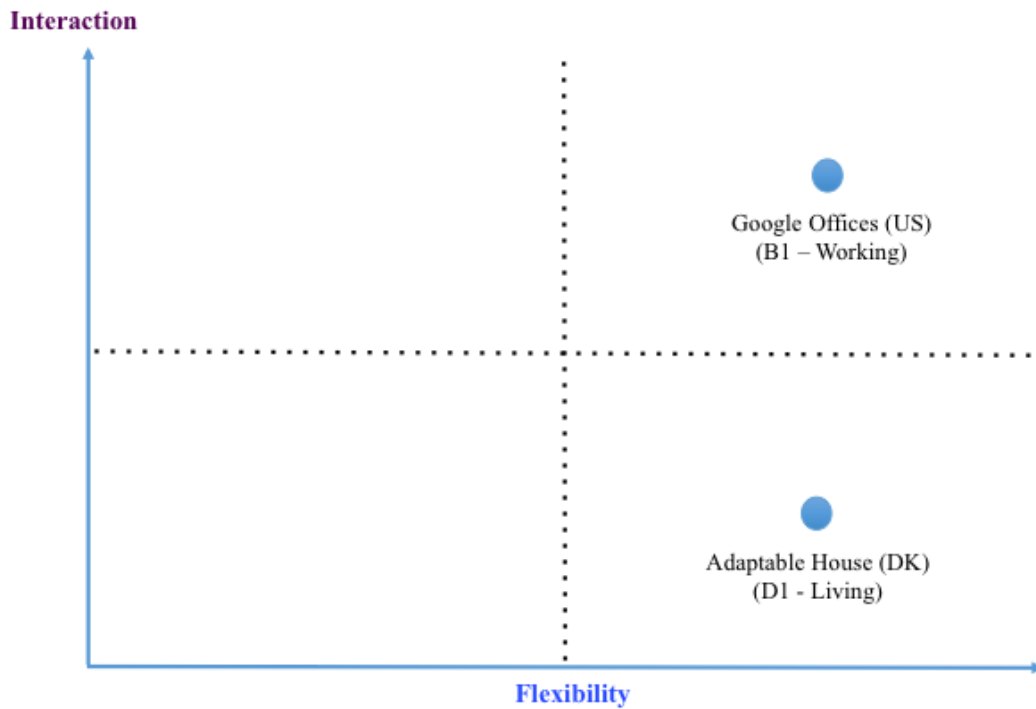 Interaction
Google Offices (US)
(B1 – Working)
Adaptable House (DK)
(D1 - Living)
Flexibility